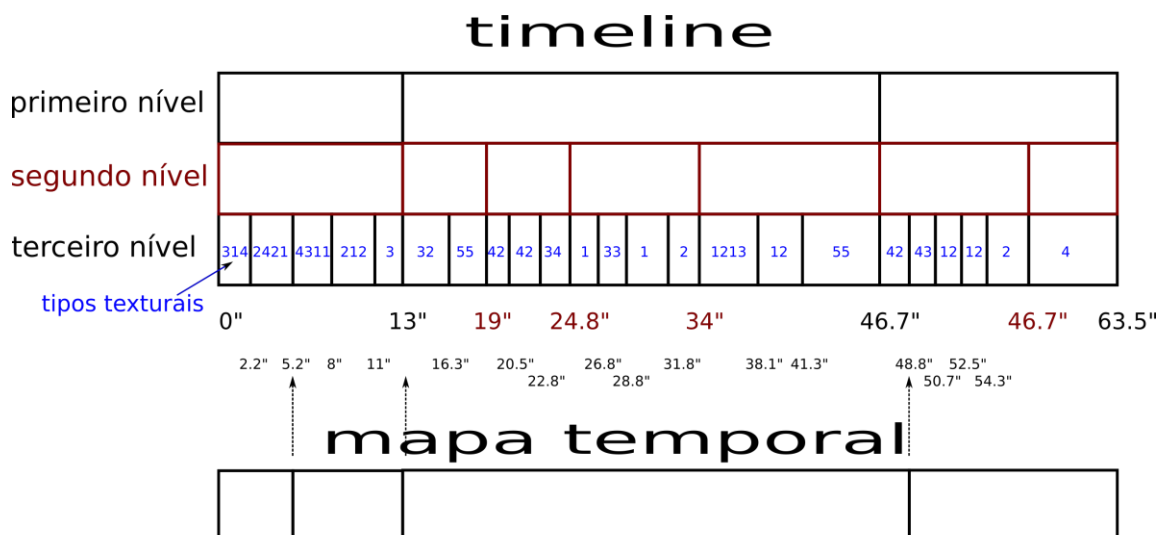 timeline
primeiro nível
segundo nível
terceiro nível 314 2421 4311 212 3 32 55 42 42 34 1 33 1 2 1213 12 55 42 43 12 12 2 4
tipos texturais
0" 13" 19" 24.8" 34" 46.7" 46.7" 63.5"
2.2" 5.2" 8" 11" 16.3" 20.5" 26.8" 31.8" 38.1" 41.3" 48.8" 52.5"
22.8" 28.8" 50.7" 54.3"
mapa temporal